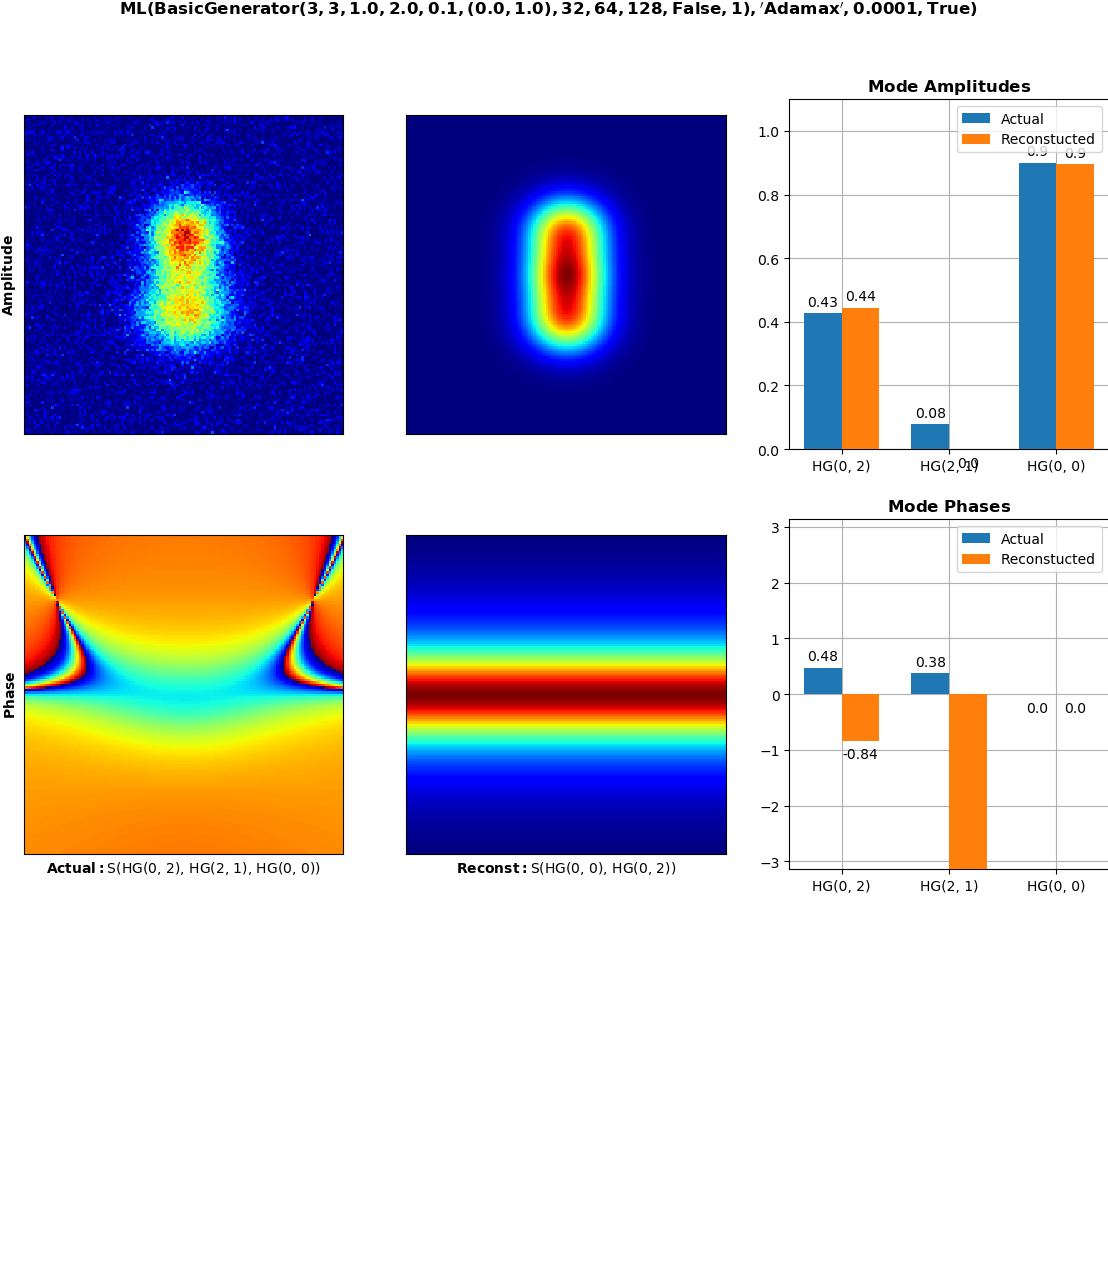 ML(BasicGenerator(3, 3, 1.0, 2.0, 0.1, (0.0, 1.0), 32, 64, 128, False, 1), 'Adamax', 0.0001, True)
Amplitude
Mode Amplitudes
Actual
Reconstucted
1.0
0.8
0.6
0.4
0.2
0.0
0.43
0.44
0.08
0.0
0.9
0.9
HG(0, 2)
HG(2, 1)
HG(0, 0)
Phase
Actual: S(HG(0, 2), HG(2, 1), HG(0, 0))
Reconst: S(HG(0, 0), HG(0, 2))
Mode Phases
Actual
Reconstucted
3
2
1
0
−1
−2
−3
0.48
-0.84
0.38
0.0
0.0
HG(0, 2)
HG(2, 1)
HG(0, 0)